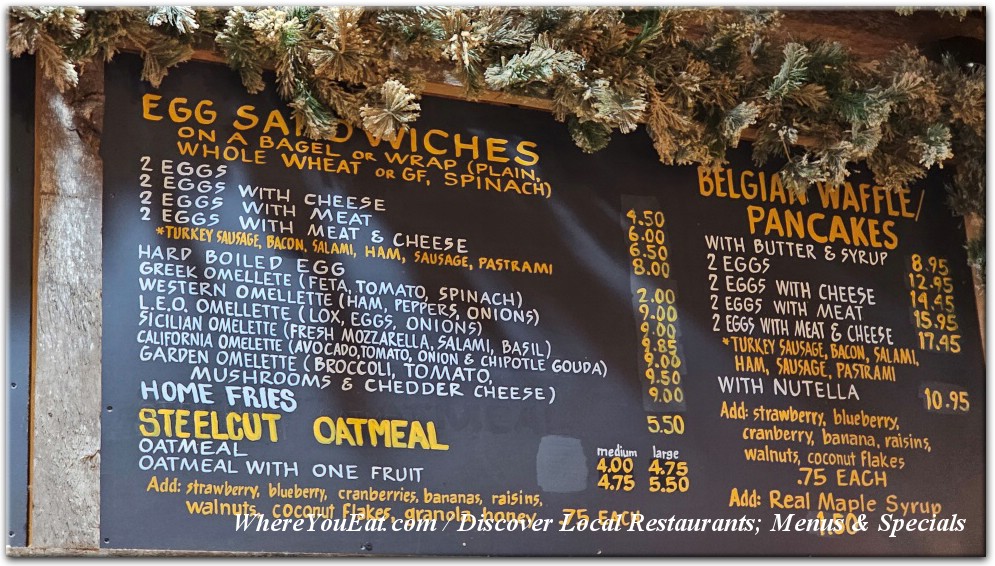 EGG SANDWICHES
ON A BAGEL OR WRAP (PLAIN,
WHOLE WHEAT OR GF, SPINACH)
2 EGGS 4.50
2 EGGS WITH CHEESE 6.00
2 EGGS WITH MEAT 6.50
2 EGGS WITH MEAT & CHEESE 8.00
*TURKEY SAUSAGE, BACON, SALAMI, HAM, SAUSAGE, PASTRAMI
HARD BOILED EGG 2.00
GREEK OMELLETE (FETA, TOMATO, SPINACH) 9.00
WESTERN OMELLETTE (HAM, PEPPERS, ONIONS) 9.00
L.E.O. OMELLETTE (LOX, EGGS, ONIONS) 9.85
SICILIAN OMELETTE (FRESH MOZZARELLA, SALAMI, BASIL) 9.00
CALIFORNIA OMELETTE (AVOCADO, TOMATO, ONION & CHIPOTLE GOUDA) 9.50
GARDEN OMELETTE (BROCCOLI, TOMATO, 9.00
MUSHROOMS & CHEDDER CHEESE)
HOME FRIES 5.50
STEELCUT OATMEAL
medium large
OATMEAL 4.00 4.75
OATMEAL WITH ONE FRUIT 4.75 5.50
Add: strawberry, blueberry, cranberries, bananas, raisins,
walnuts, coconut flakes, granola, honey .75 EACH
BELGIAN WAFFLE/
PANCAKES
WITH BUTTER & SYRUP 8.95
2 EGGS 12.95
2 EGGS WITH CHEESE 14.45
2 EGGS WITH MEAT 15.95
2 EGGS WITH MEAT & CHEESE 17.45
*TURKEY SAUSAGE, BACON, SALAMI,
HAM, SAUSAGE, PASTRAMI
WITH NUTELLA 10.95
Add: strawberry, blueberry,
cranberry, banana, raisins,
walnuts, coconut flakes
.75 EACH
Add: Real Maple Syrup
1.50
WhereYouEat.com / Discover Local Restaurants; Menus & Specials